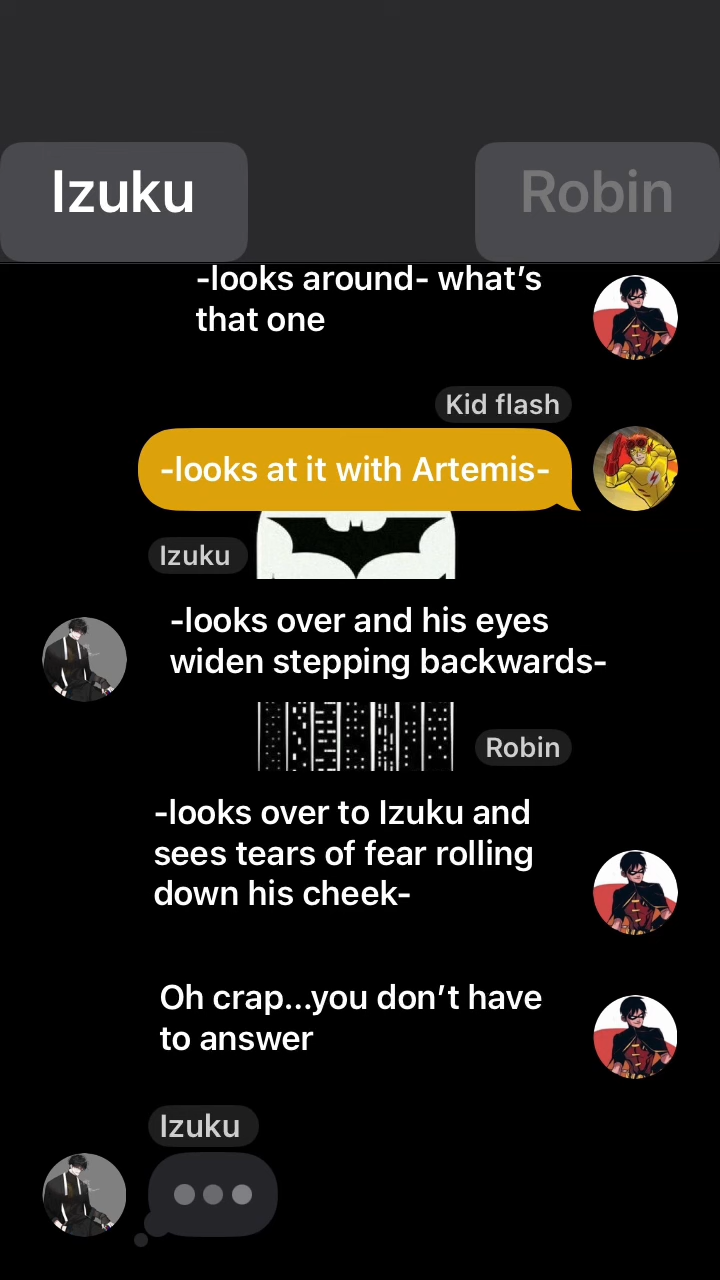 Izuku
Robin
-looks around- what’s
that one
Kid flash
-looks at it with Artemis-
Izuku
-looks over and his eyes
widen stepping backwards-
Robin
-looks over to Izuku and
sees tears of fear rolling
down his cheek-
Oh crap...you don’t have
to answer
Izuku